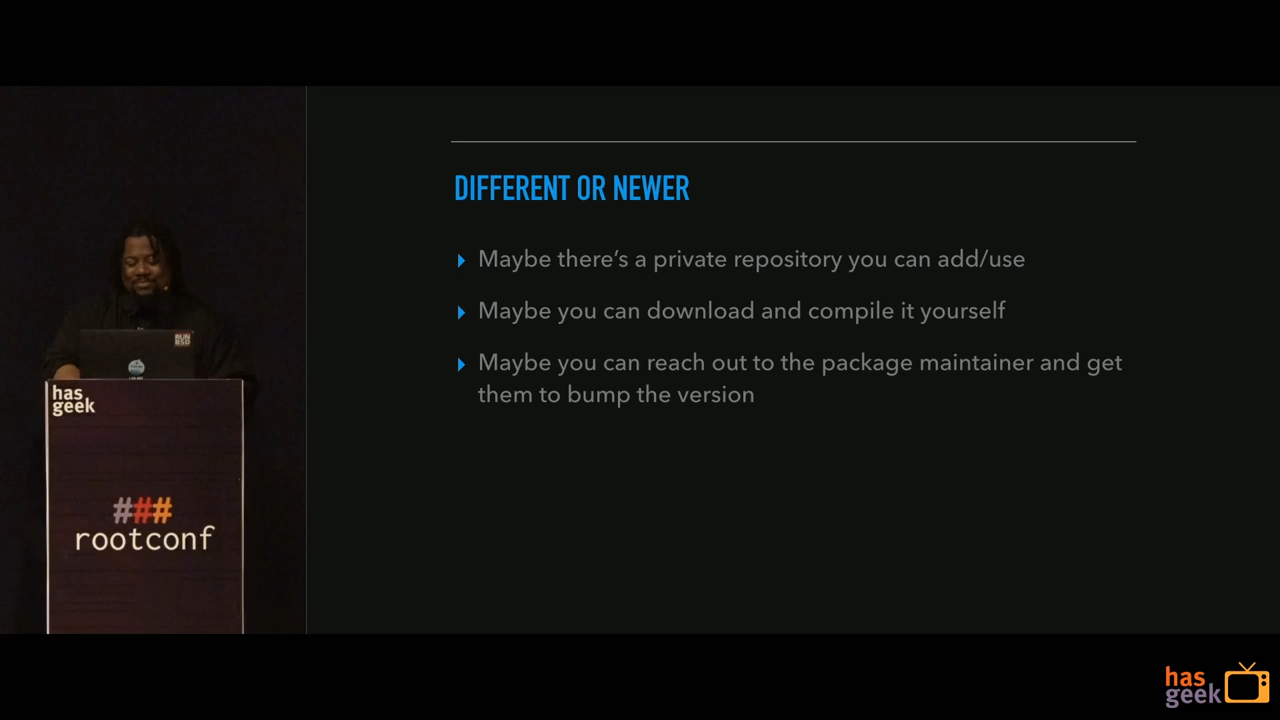 DIFFERENT OR NEWER
Maybe there's a private repository you can add/use
Maybe you can download and compile it yourself
Maybe you can reach out to the package maintainer and get
them to bump the version
RUN
BSD
has
geek
###
rootconf
has
geek